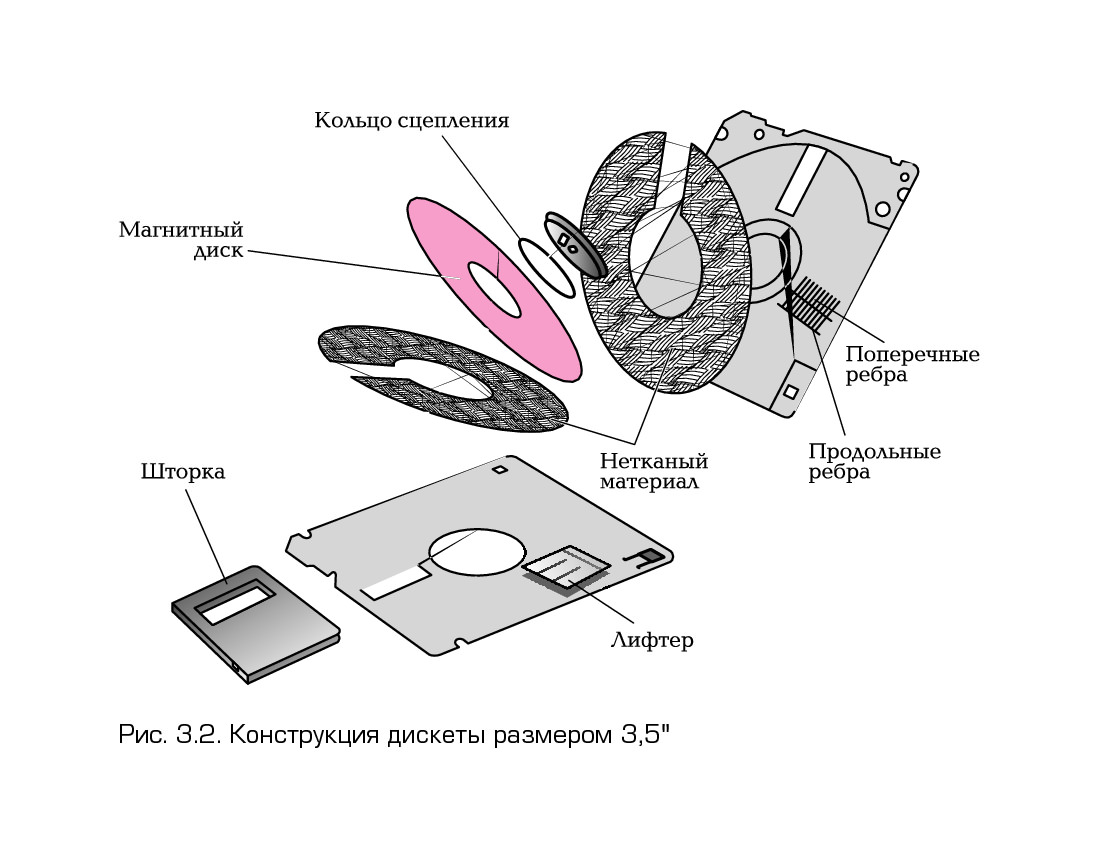 Кольцо сцепления
Магнитный
диск
Поперечные
ребра
Продольные
ребра
Нетканый
материал
Шторка
Лифтер
Рис. 3.2. Конструкция дискеты размером 3,5"